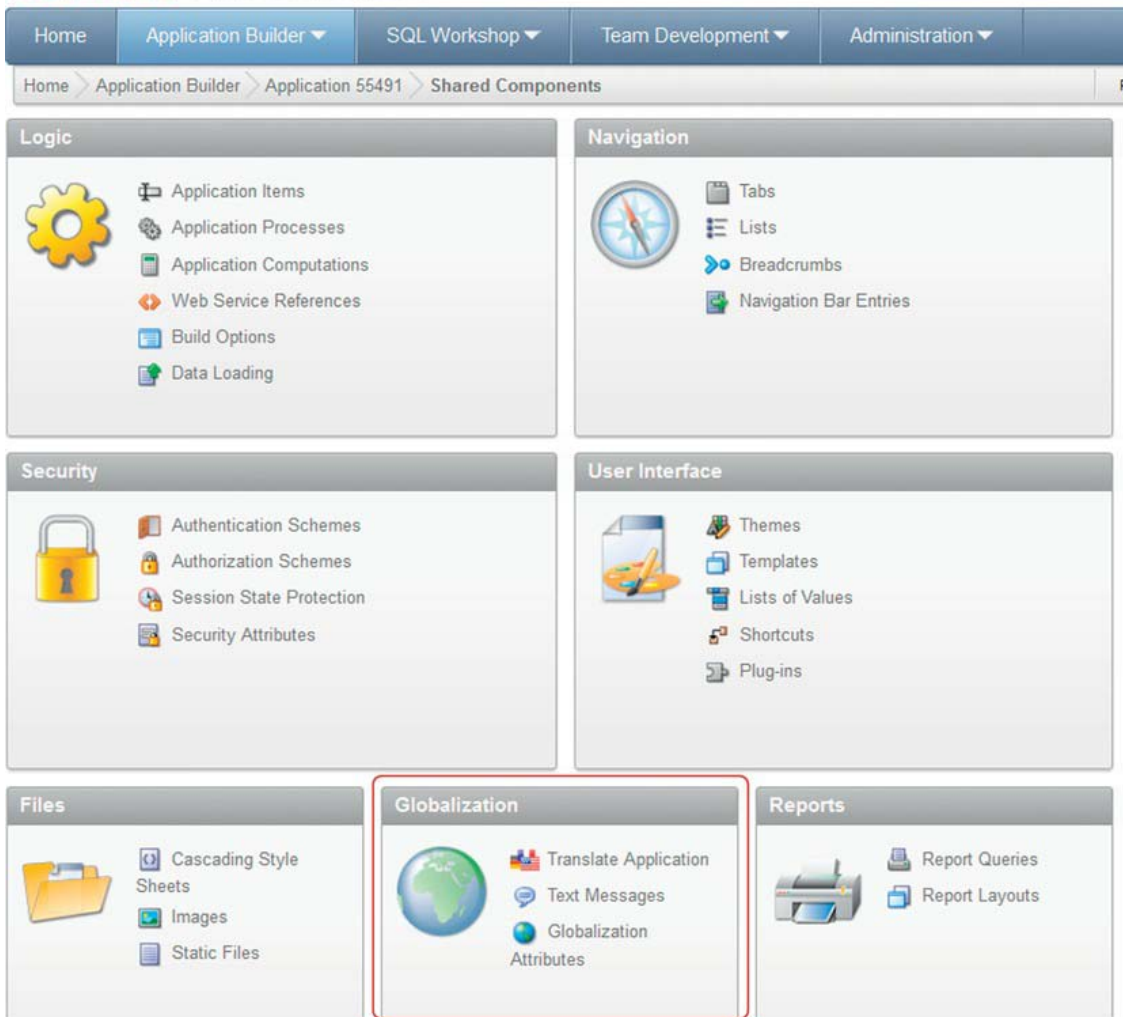 Home Application Builder SQL Workshop Team Development Administration
Home Application Builder Application 55491 Shared Components
Logic
Application Items
Application Processes
Application Computations
Web Service References
Build Options
Data Loading
Navigation
Tabs
Lists
Breadcrumbs
Navigation Bar Entries
Security
Authentication Schemes
Authorization Schemes
Session State Protection
Security Attributes
User Interface
Themes
Templates
Lists of Values
Shortcuts
Plug-ins
Files
Cascading Style
Sheets
Images
Static Files
Globalization
Translate Application
Text Messages
Globalization
Attributes
Reports
Report Queries
Report Layouts